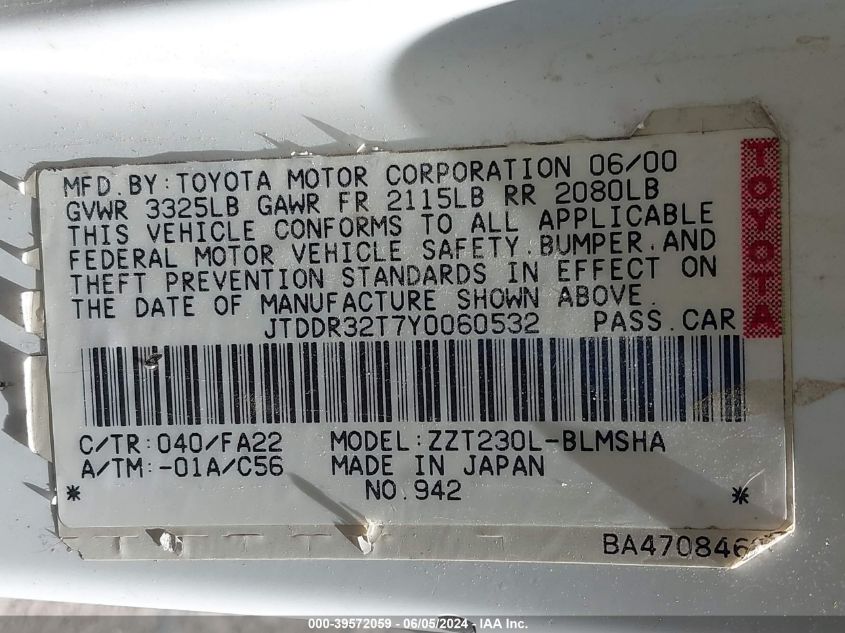 MFD. BY: TOYOTA MOTOR CORPORATION 06/00
GVWR 3325LB GAWR FR 2115LB RR 2080LB
THIS VEHICLE CONFORMS TO ALL APPLICABLE
FEDERAL MOTOR VEHICLE SAFETY, BUMPER, AND
THEFT PREVENTION STANDARDS IN EFFECT ON
THE DATE OF MANUFACTURE SHOWN ABOVE.
JTDDR32T7Y0060532 PASS. CAR
TOYOTA
C/TR: 040/FA22 MODEL: ZZT230L-BLMSHA
A/TM: -01A/C56 MADE IN JAPAN
* NO. 942 *
000-39572059 - 06/05/2024 - IAA Inc.